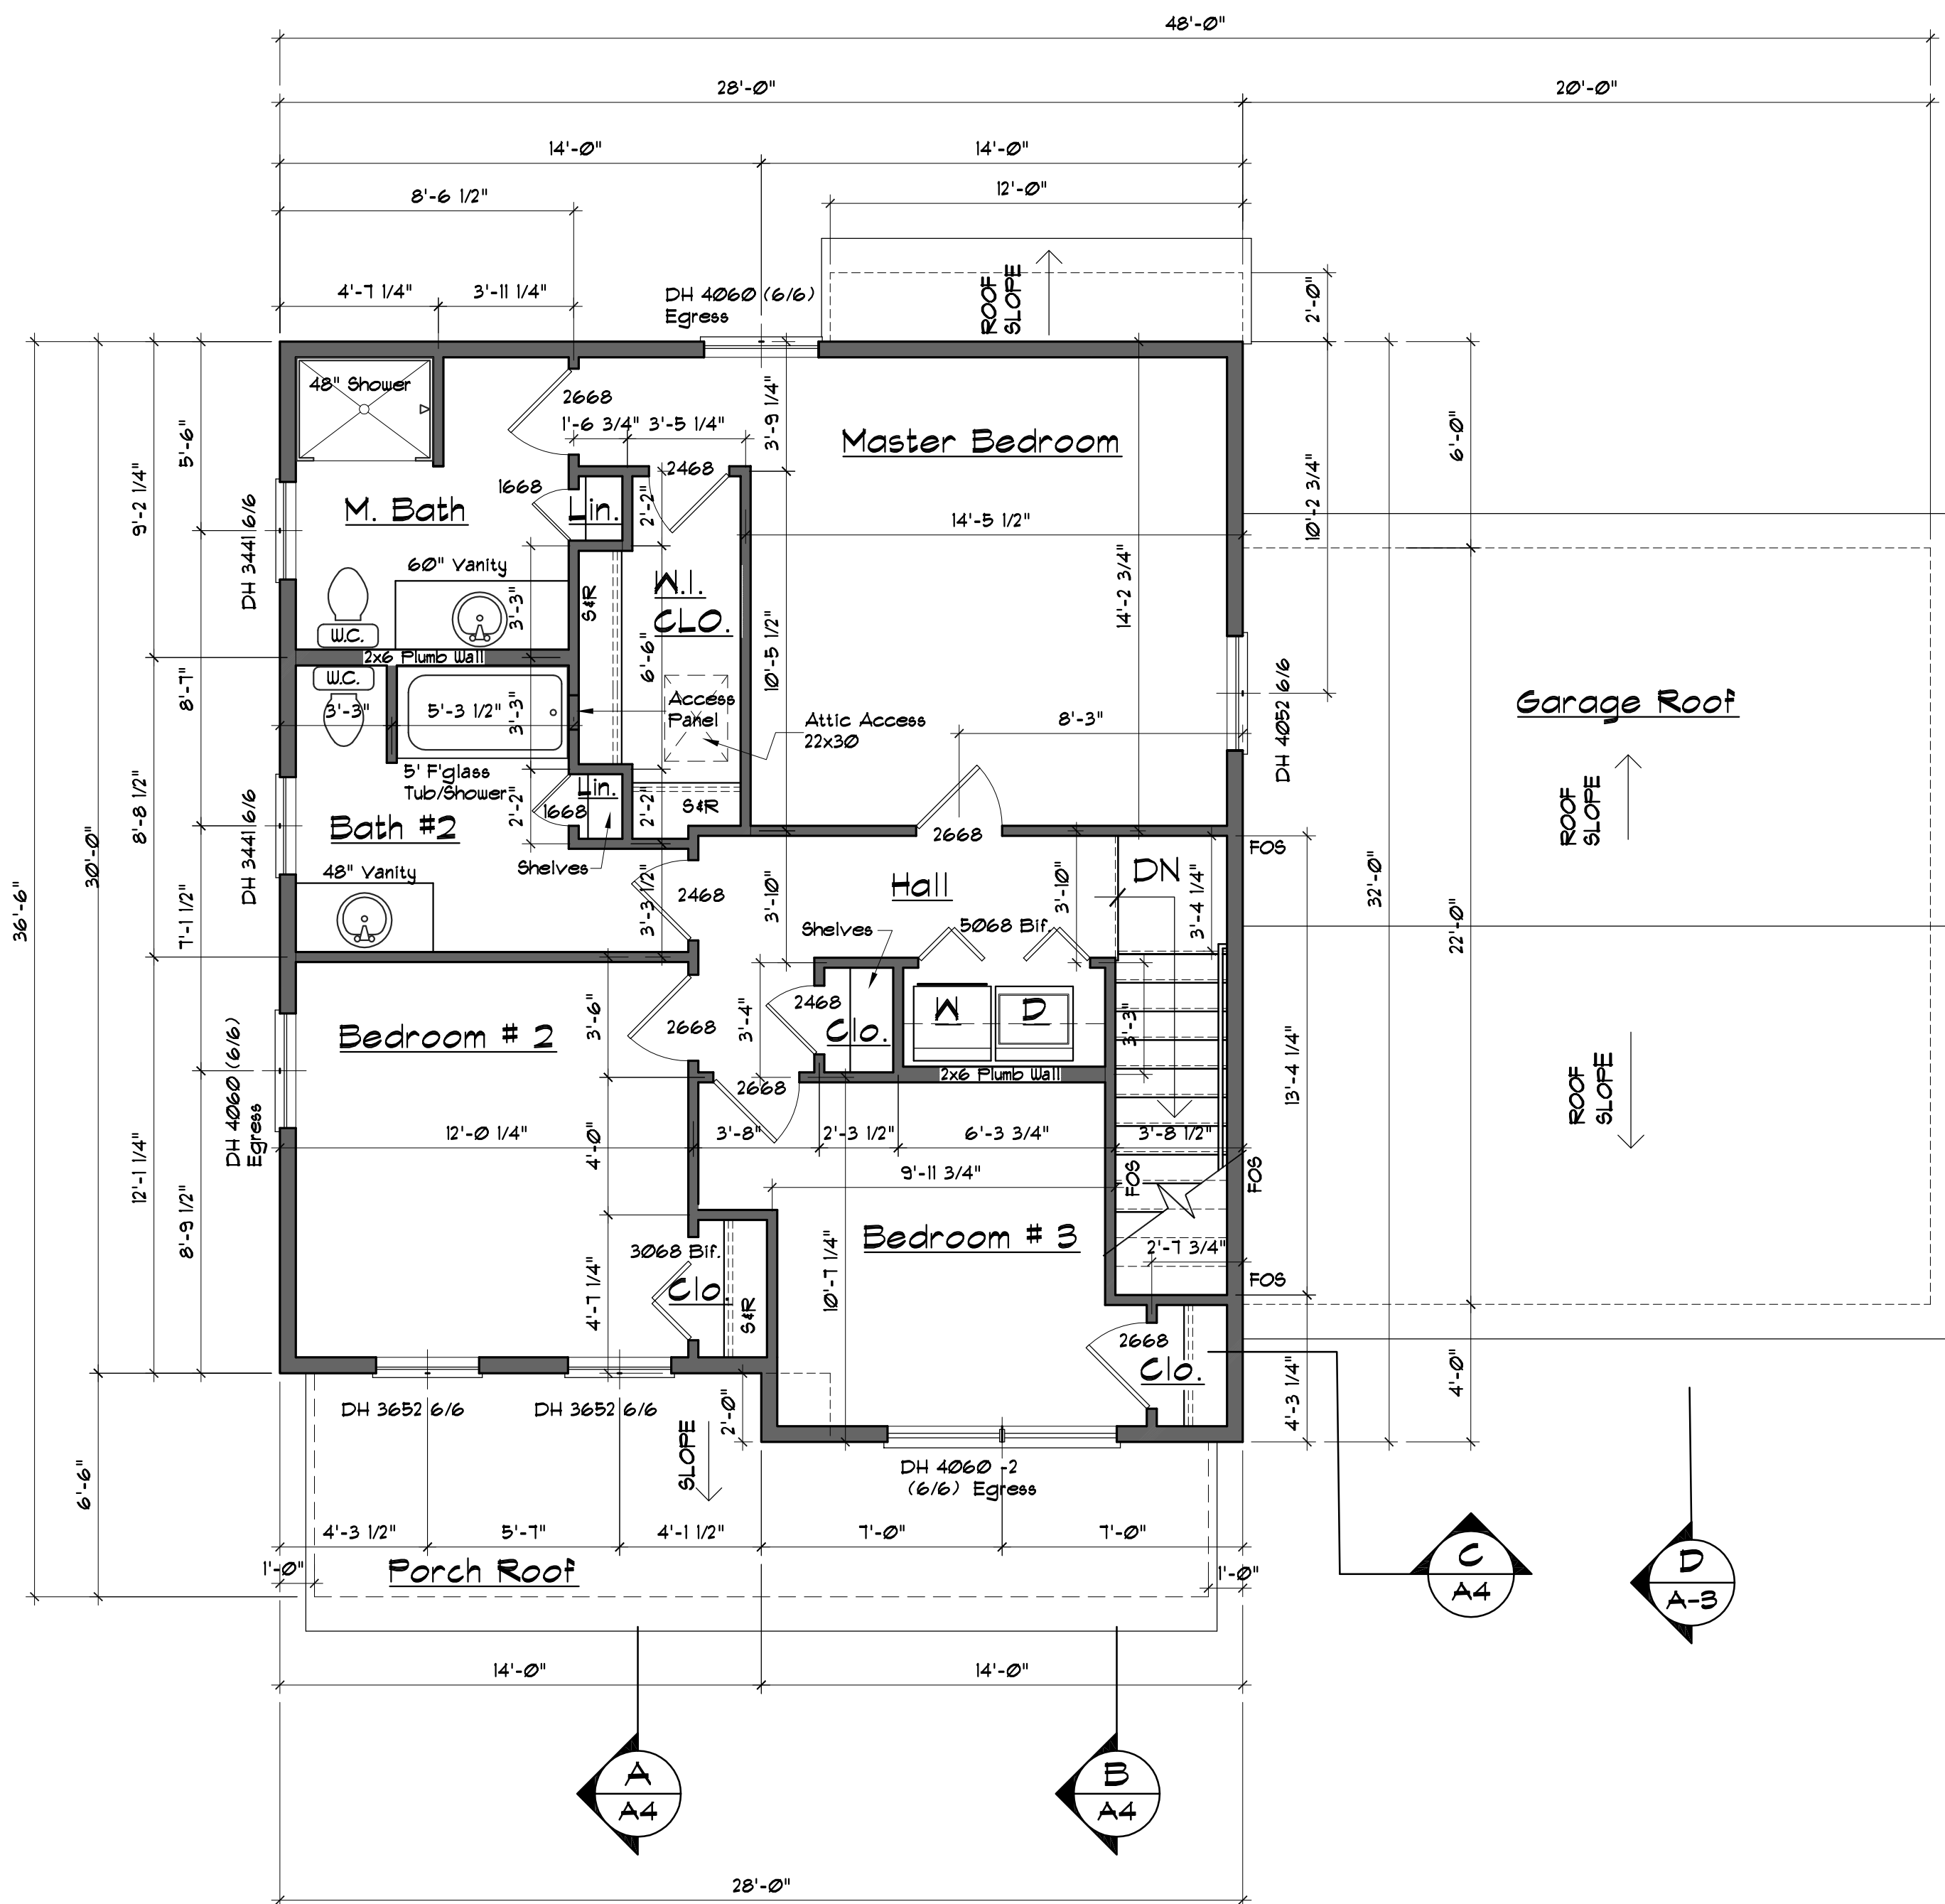 48'-0"
28'-0"
20'-0"
14'-0"
14'-0"
12'-0"
8'-6 1/2"
4'-7 1/4"
3'-11 1/4"
DH 4060 (6/6)
Egress
ROOF
SLOPE
2'-0"
48" Shower
2668
1'-6 3/4"
3'-5 1/4"
3'-9 1/4"
Master Bedroom
5'-6"
6'-0"
9'-2 1/4"
DH 3441 6/6
M. Bath
1668
Lin.
2'-2"
2468
14'-5 1/2"
14'-2 3/4"
10'-2 3/4"
60" Vanity
3'-3"
S&R
W.I.
CLO.
W.C.
2x6 Plumb Wall
6'-6"
10'-5 1/2"
W.C.
3'-3"
5'-3 1/2"
3'-3"
Access
Panel
Attic Access
22x30
8'-3"
DH 4052 6/6
Garage Roof
8'-7"
8'-8 1/2"
30'-0"
36'-6"
DH 3441 6/6
5' F'glass
Tub/Shower
Bath #2
2'-2"
1668
Lin.
2'-2"
S&R
2668
FOS
ROOF
SLOPE
Shelves
48" Vanity
7'-1 1/2"
3'-3 1/2"
2468
3'-10"
Hall
3'-10"
DN
3'-4 1/4"
32'-0"
22'-0"
Shelves
5068 Bif.
Bedroom # 2
3'-6"
2668
3'-4"
2468
Clo.
W
D
3'-3"
2x6 Plumb Wall
2668
13'-4 1/4"
ROOF
SLOPE
DH 4060 (6/6)
Egress
12'-1 1/4"
8'-9 1/2"
12'-0 1/4"
4'-0"
3'-8"
2'-3 1/2"
6'-3 3/4"
3'-8 1/2"
9'-11 3/4"
FOS
FOS
Bedroom # 3
3068 Bif.
Clo.
S&R
4'-7 1/4"
10'-7 1/4"
2'-7 3/4"
FOS
2668
Clo.
4'-3 1/4"
4'-0"
DH 3652 6/6
DH 3652 6/6
SLOPE
2'-0"
DH 4060 -2
(6/6) Egress
6'-6"
4'-3 1/2"
5'-7"
4'-1 1/2"
7'-0"
7'-0"
1'-0"
Porch Roof
1'-0"
C
A4
D
A-3
14'-0"
14'-0"
A
A4
B
A4
28'-0"